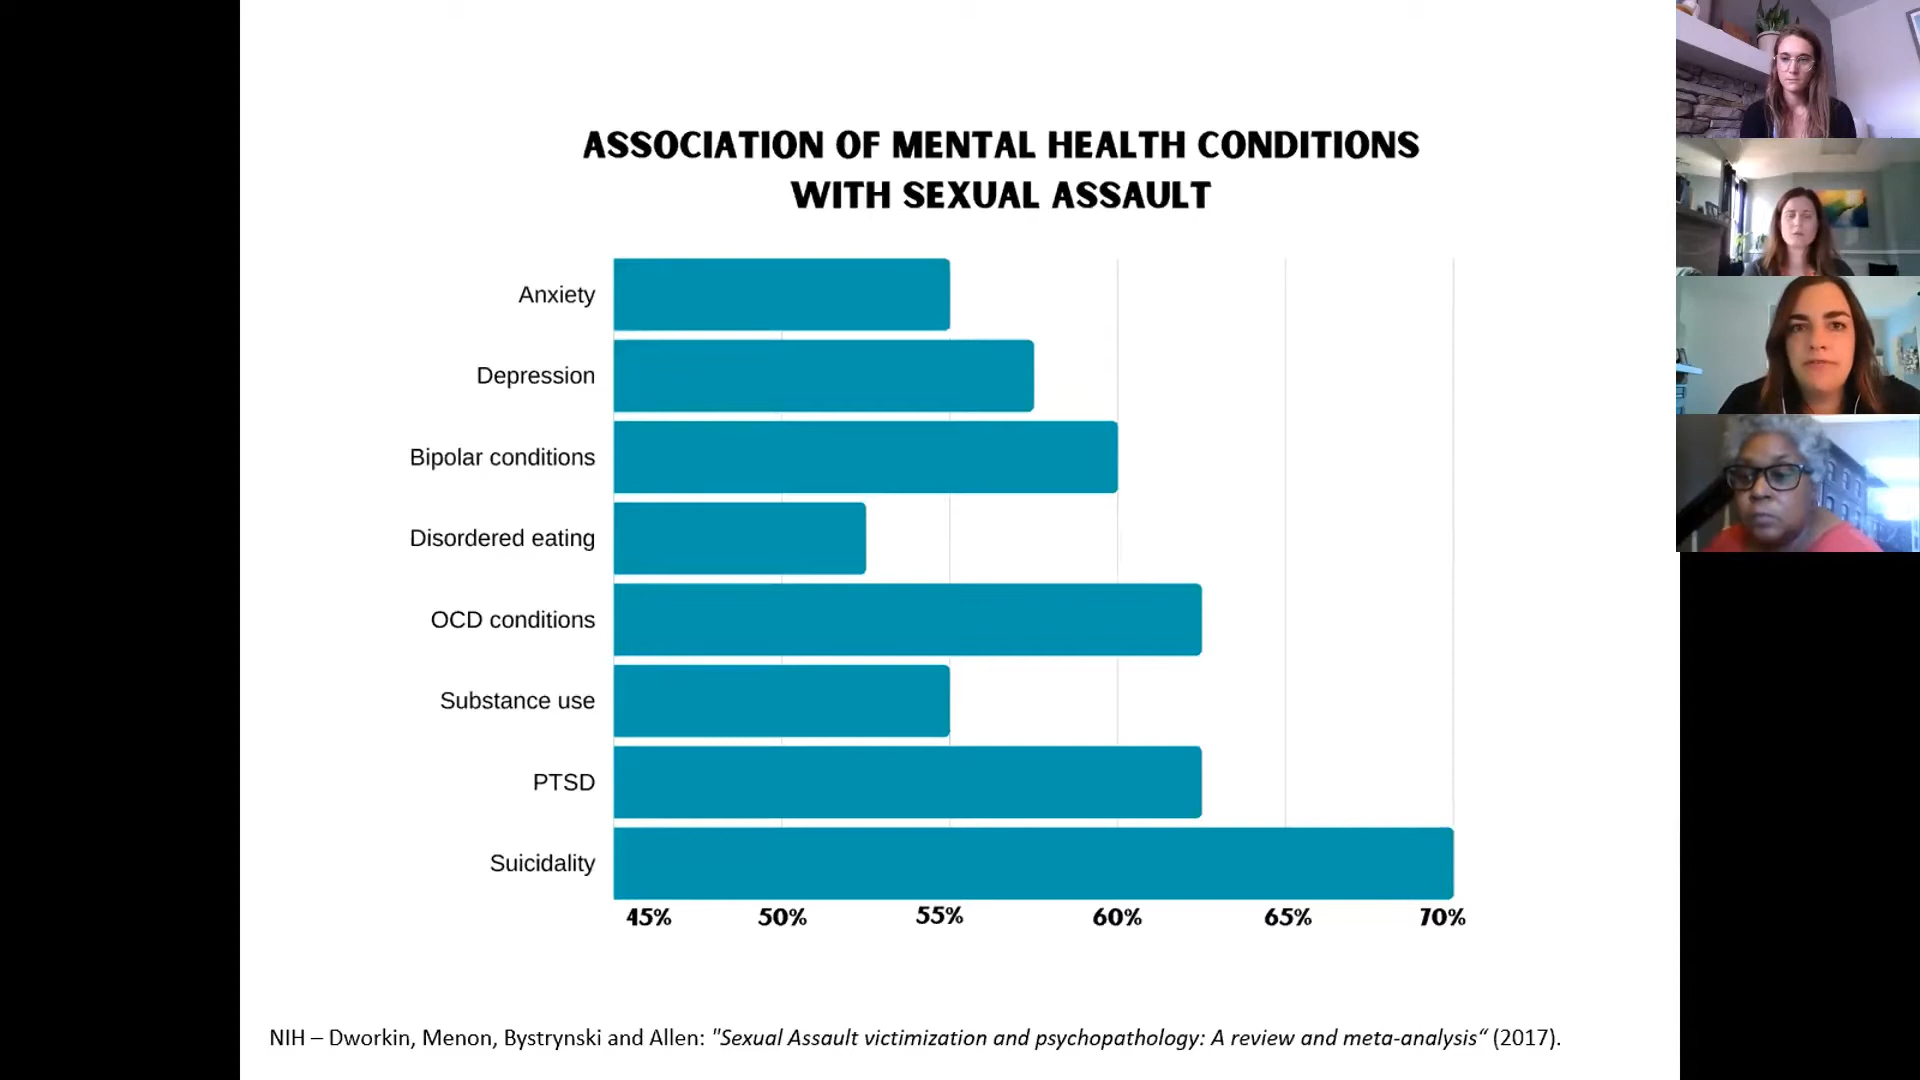 ASSOCIATION OF MENTAL HEALTH CONDITIONS
WITH SEXUAL ASSAULT
Anxiety
Depression
Bipolar conditions
Disordered eating
OCD conditions
Substance use
PTSD
Suicidality
45% 50% 55% 60% 65% 70%
NIH – Dworkin, Menon, Bystrynski and Allen: "Sexual Assault victimization and psychopathology: A review and meta-analysis“ (2017).